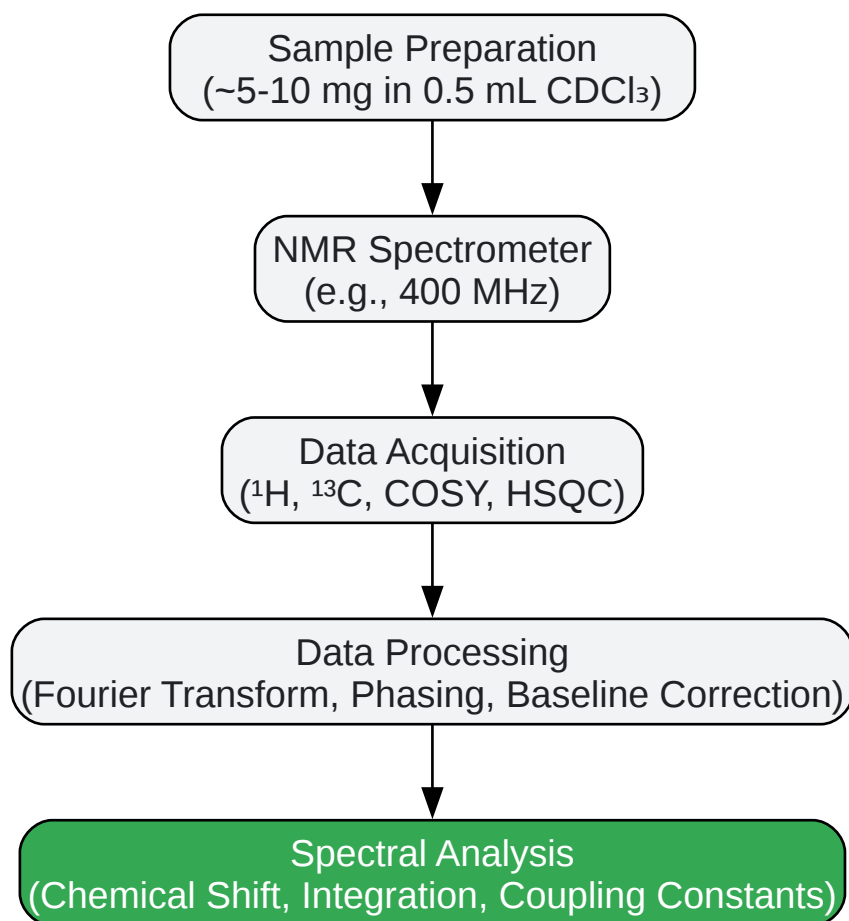 Sample Preparation
(~5-10 mg in 0.5 mL CDCl₃)
NMR Spectrometer
(e.g., 400 MHz)
Data Acquisition
(¹H, ¹³C, COSY, HSQC)
Data Processing
(Fourier Transform, Phasing, Baseline Correction)
Spectral Analysis
(Chemical Shift, Integration, Coupling Constants)